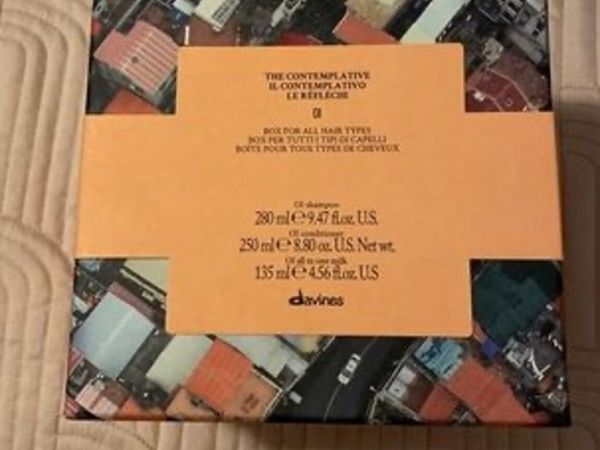 THE CONTEMPLATIVE
IL CONTEMPLATIVO
LE RÉFLÉCHI
OI
BOX FOR ALL HAIR TYPES
BOX PER TUTTI I TIPI DI CAPELLI
BOÎTE POUR TOUS TYPES DE CHEVEUX
OI shampoo
280 ml ℮ 9.47 fl.oz. U.S.
OI conditioner
250 ml ℮ 8.80 oz. U.S. Net wt.
OI all in one milk
135 ml ℮ 4.56 fl.oz. U.S
davines